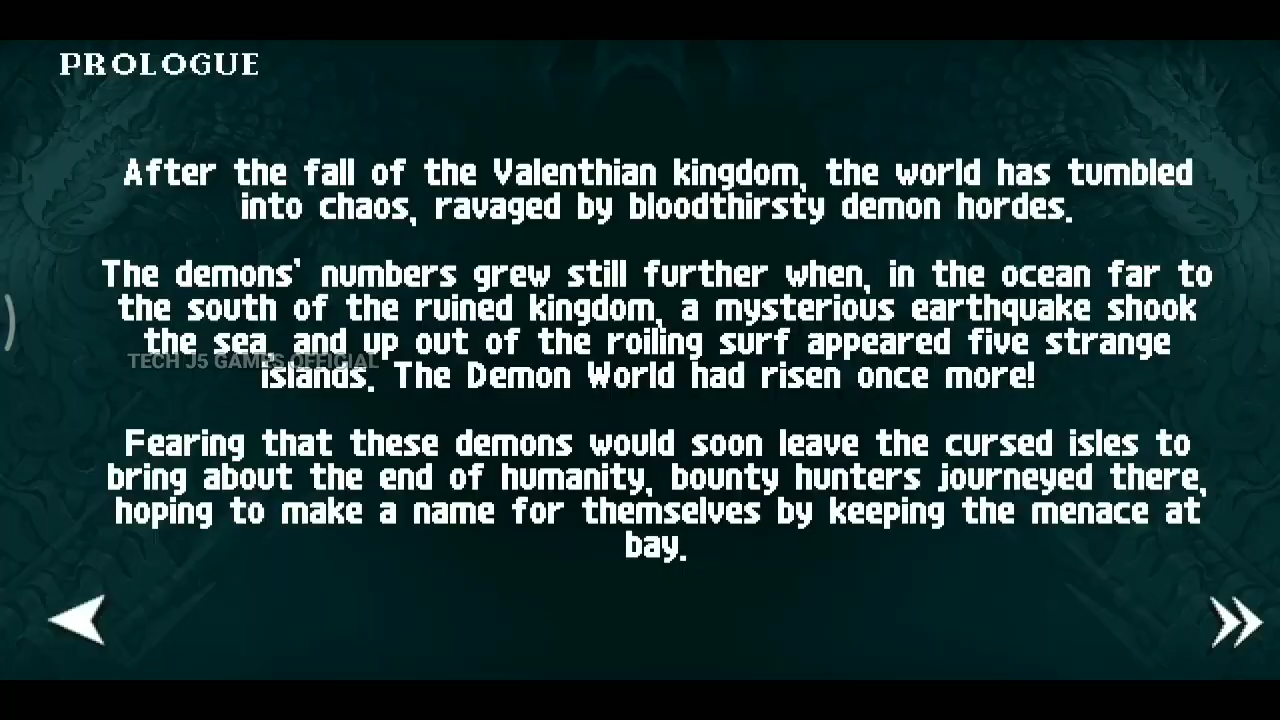 PROLOGUE
After the fall of the Valenthian kingdom, the world has tumbled
into chaos, ravaged by bloodthirsty demon hordes.
The demons' numbers grew still further when, in the ocean far to
the south of the ruined kingdom, a mysterious earthquake shook
the sea, and up out of the roiling surf appeared five strange
TECH J5 GAMES OFFICIAL
islands. The Demon World had risen once more!
Fearing that these demons would soon leave the cursed isles to
bring about the end of humanity, bounty hunters journeyed there,
hoping to make a name for themselves by keeping the menace at
bay.